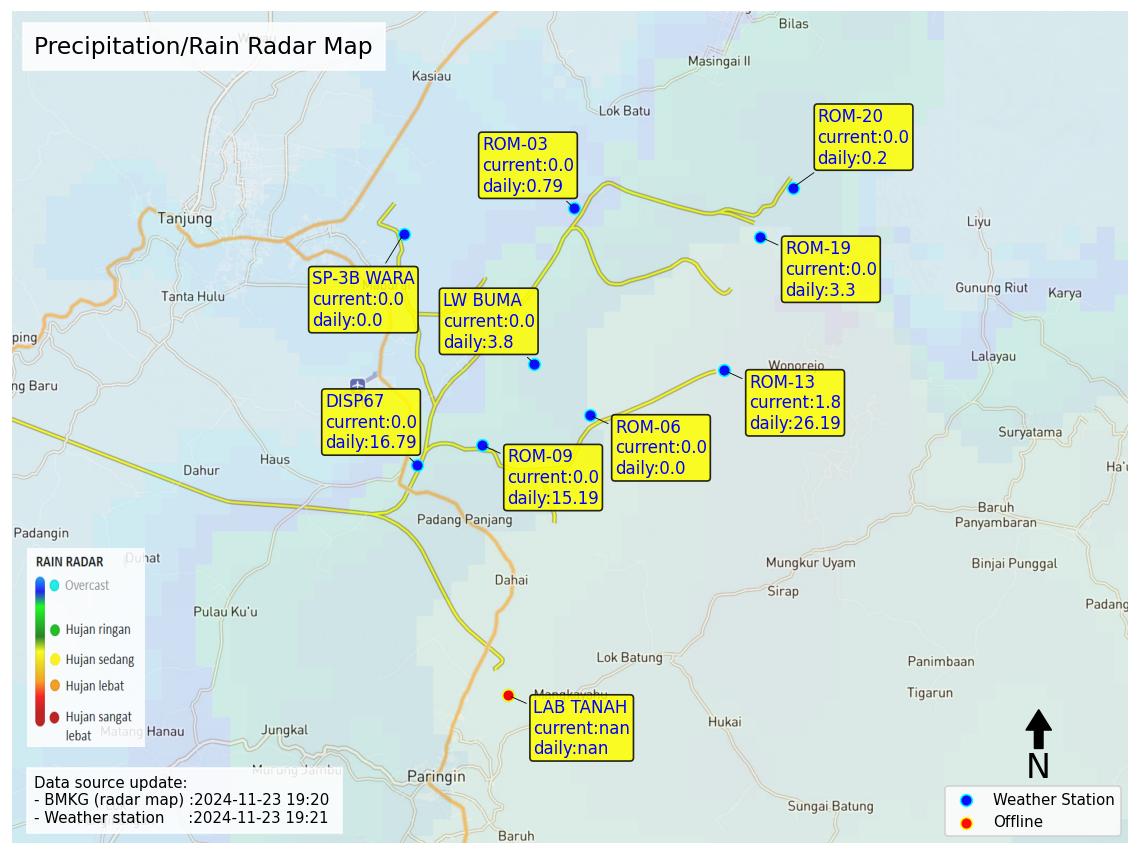 Precipitation/Rain Radar Map
Bilas
Masingai II
Kasiau
Lok Batu
ROM-20
current:0.0
daily:0.2
ROM-03
current:0.0
daily:0.79
Tanjung
Liyu
ROM-19
current:0.0
daily:3.3
SP-3B WARA
current:0.0
daily:0.0
Tanta Hulu
LW BUMA
current:0.0
daily:3.8
Gunung Riut
Karya
ping
Lalayau
Wonorejo
ng Baru
ROM-13
current:1.8
daily:26.19
DISP67
current:0.0
daily:16.79
ROM-06
current:0.0
daily:0.0
Suryatama
ROM-09
current:0.0
daily:15.19
Haus
Dahur
Ha'u
Baruh
Panyambaran
Padang Panjang
Padangin
Duhat
Mungkur Uyam
Binjai Punggal
Dahai
Sirap
Padang
Pulau Ku'u
RAIN RADAR
Overcast
Hujan ringan
Hujan sedang
Hujan lebat
Hujan sangat
lebat
Lok Batung
Panimbaan
Tigarun
Mangkayahu
LAB TANAH
current:nan
daily:nan
Hukai
Matang Hanau
Jungkal
Murung Jambu
Paringin
Sungai Batung
Baruh
Data source update:
- BMKG (radar map) :2024-11-23 19:20
- Weather station :2024-11-23 19:21
N
Weather Station
Offline